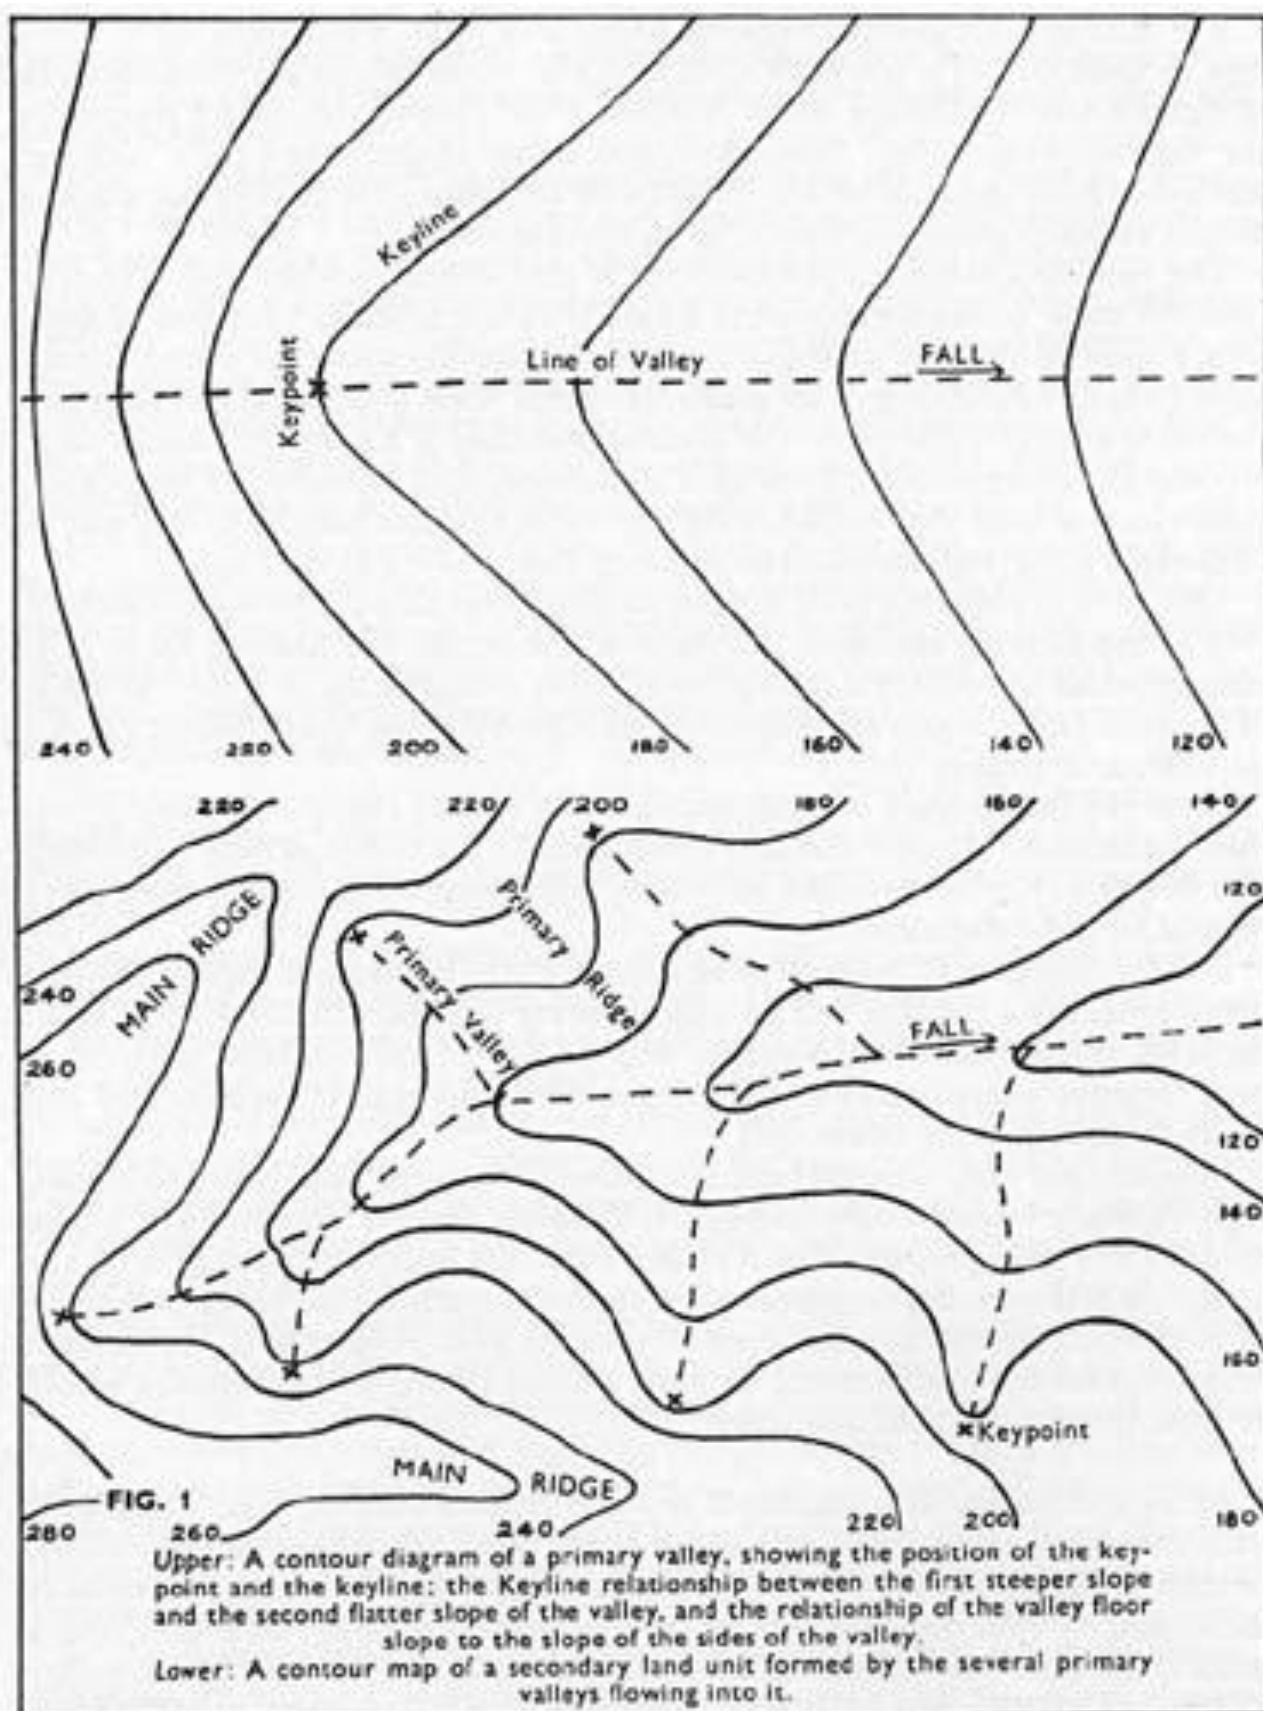 Keyline
Keypoint
Line of Valley
FALL
240 220 200 180 160 140 120
220 220 200 180 160 140
120
Primary
Ridge
Primary
Valley
MAIN RIDGE
240
260
FALL
120
140
160
Keypoint
MAIN RIDGE
FIG. 1
280 260 240 220 200 180
Upper: A contour diagram of a primary valley, showing the position of the key-
point and the keyline; the Keyline relationship between the first steeper slope
and the second flatter slope of the valley, and the relationship of the valley floor
slope to the slope of the sides of the valley.
Lower: A contour map of a secondary land unit formed by the several primary
valleys flowing into it.